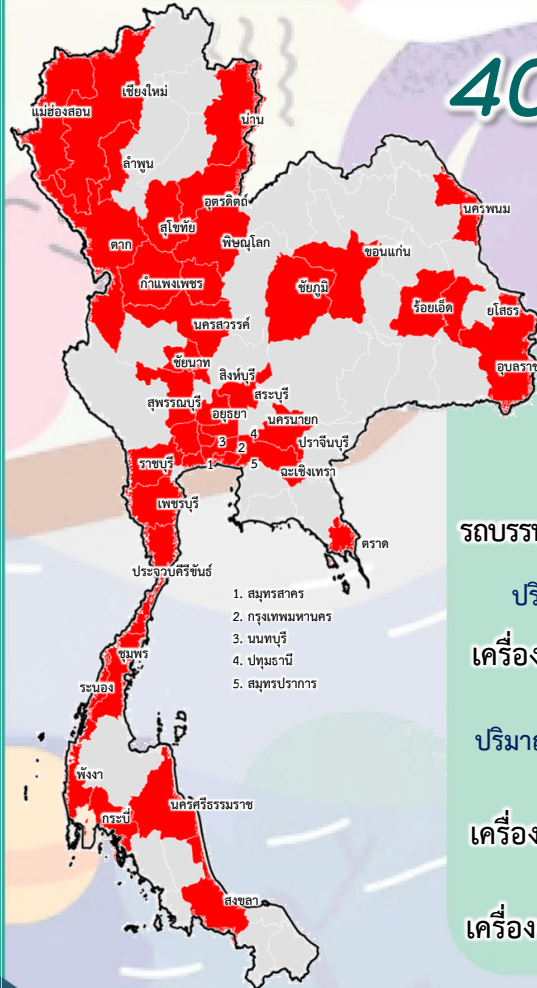 40
เชียงใหม่
แม่ฮ่องสอน
น่าน
ลำพูน
อุตรดิตถ์
สุโขทัย
นครพนม
ตาก
พิษณุโลก
ขอนแก่น
กำแพงเพชร
ชัยภูมิ
ร้อยเอ็ด
ยโสธร
นครสวรรค์
ชัยนาท
อุบลราช
สิงห์บุรี
สระบุรี
สุพรรณบุรี
อยุธยา
นครนายก
4
3
2
ปราจีนบุรี
ราชบุรี
1
5
ฉะเชิงเทรา
เพชรบุรี
ตราด
รถบรรท
ประจวบคีรีขันธ์
1. สมุทรสาคร
ปริ
2. กรุงเทพมหานคร
3. นนทบุรี
ชุมพร
เครื่อง
4. ปทุมธานี
ระนอง
5. สมุทรปราการ
ปริมาณ
พังงา
นครศรีธรรมราช
กระบี่
เครื่อง
สงขลา
เครื่อง